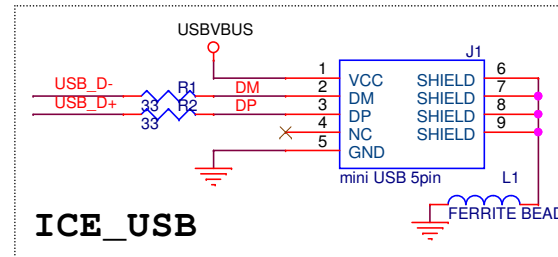 USBVBUS
J1
1 VCC SHIELD 6
USB_D- R1 DM 2 DM SHIELD 7
33
USB_D+ R2 DP 3 DP SHIELD 8
33
4 NC SHIELD 9
5 GND
mini USB 5pin
L1
FERRITE BEAD
ICE_USB